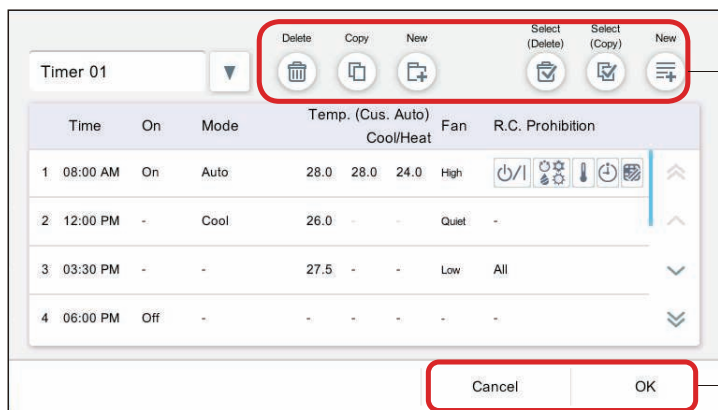 Delete Copy New Select (Delete) Select (Copy) New
Timer 01
Time On Mode Temp. (Cus. Auto) Cool/Heat Fan R.C. Prohibition
1 08:00 AM On Auto 28.0 28.0 24.0 High
2 12:00 PM - Cool 26.0 - - Quiet -
3 03:30 PM - - 27.5 - - Low All
4 06:00 PM Off - - - - - -
Cancel OK